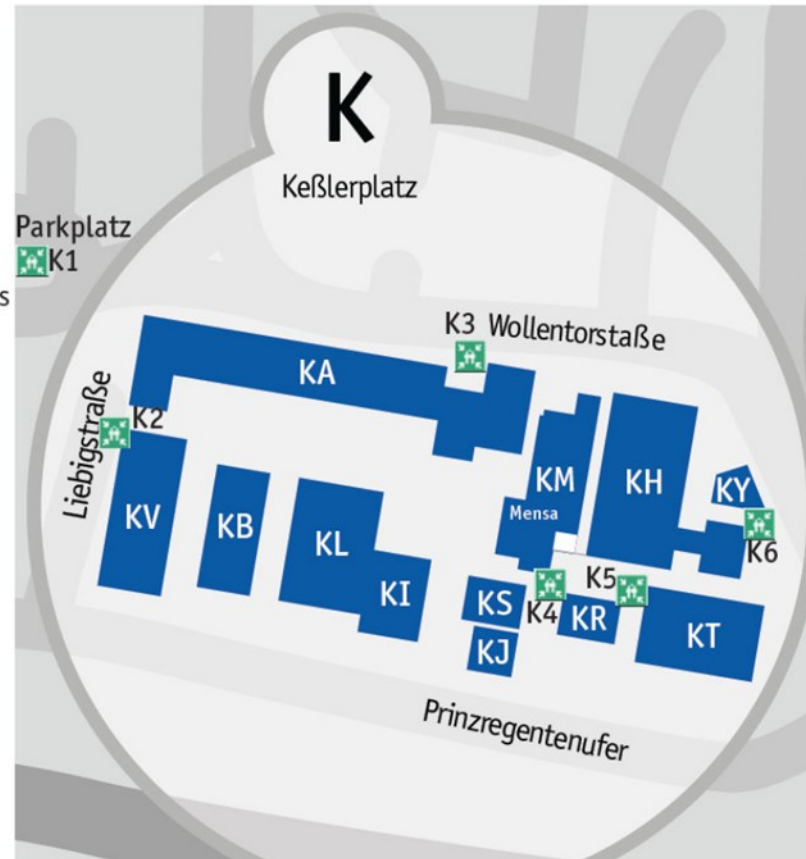 K
Keßlerplatz
Parkplatz
K1
s
K3 Wollentorstaße
KA
Liebigstraße
K2
KV
KB
KL
KI
KM
Mensa
KH
KY
K6
K5
K4
KS
KR
KT
KJ
Prinzregentenufer